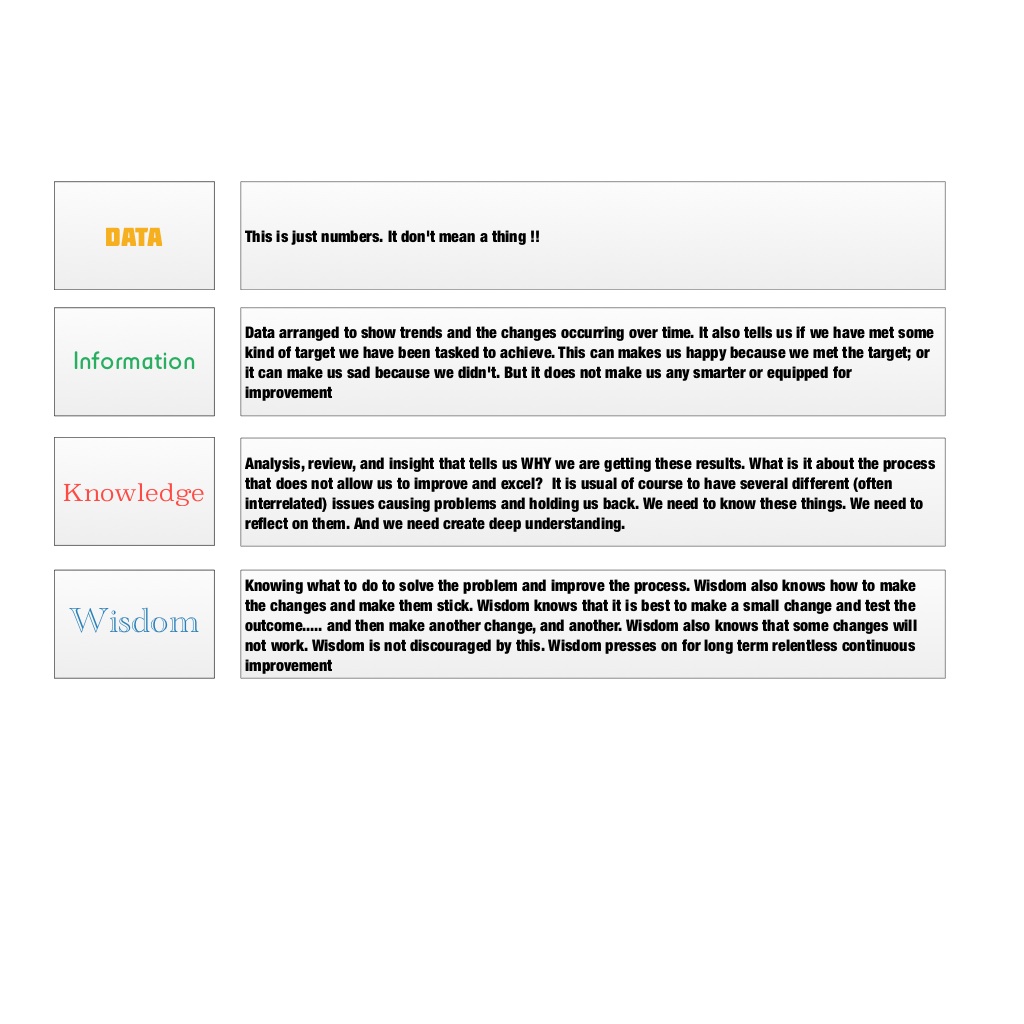 DATA
This is just numbers. It don't mean a thing !!
Information
Data arranged to show trends and the changes occurring over time. It also tells us if we have met some
kind of target we have been tasked to achieve. This can makes us happy because we met the target; or
it can make us sad because we didn't. But it does not make us any smarter or equipped for
improvement
Knowledge
Analysis, review, and insight that tells us WHY we are getting these results. What is it about the process
that does not allow us to improve and excel?  It is usual of course to have several different (often
interrelated) issues causing problems and holding us back. We need to know these things. We need to
reflect on them. And we need create deep understanding.
Wisdom
Knowing what to do to solve the problem and improve the process. Wisdom also knows how to make
the changes and make them stick. Wisdom knows that it is best to make a small change and test the
outcome..... and then make another change, and another. Wisdom also knows that some changes will
not work. Wisdom is not discouraged by this. Wisdom presses on for long term relentless continuous
improvement